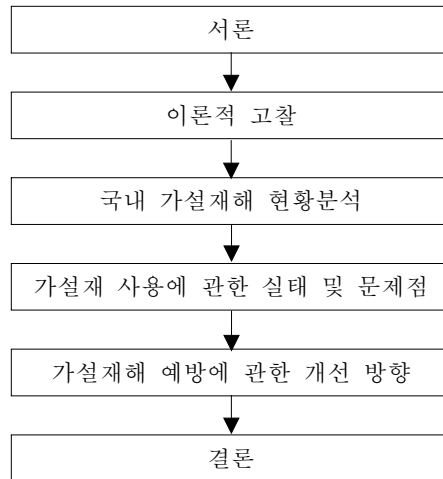 서론
이론적 고찰
국내 가설재해 현황분석
가설재 사용에 관한 실태 및 문제점
가설재해 예방에 관한 개선 방향
결론